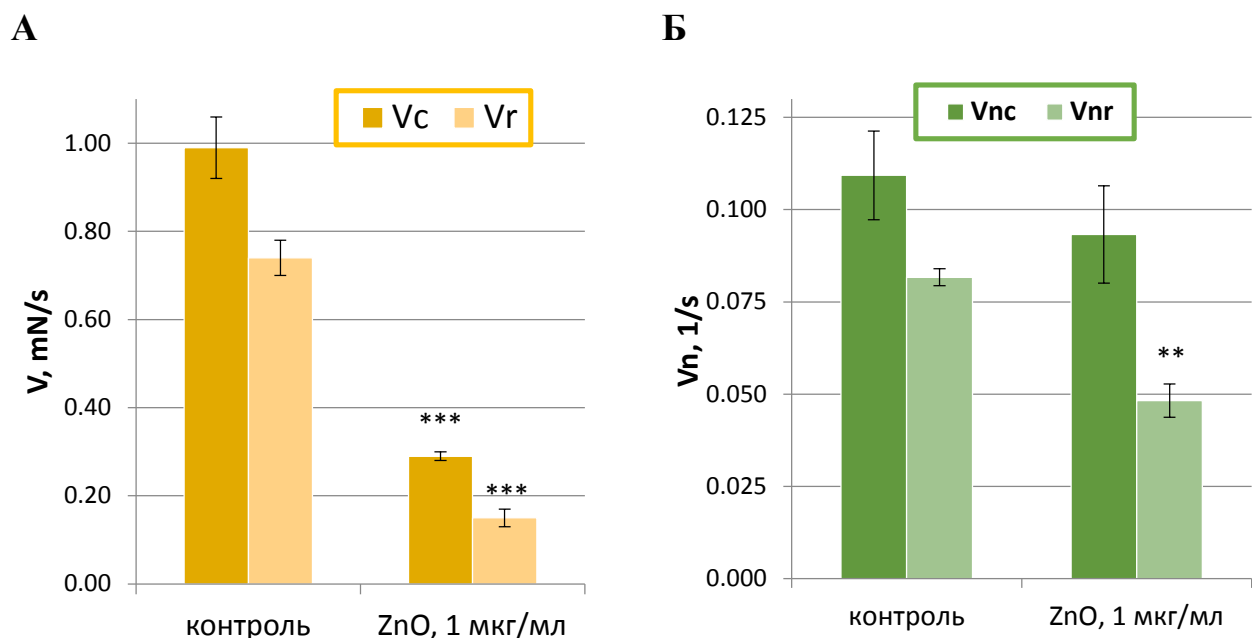 А
Vc Vr
1.00
0.80
0.60
0.40
0.20
0.00
V, mN/s
***
***
контроль
ZnO, 1 мкг/мл
Б
Vnc Vnr
0.125
0.100
0.075
0.050
0.025
0.000
Vn, 1/s
**
контроль
ZnO, 1 мкг/мл